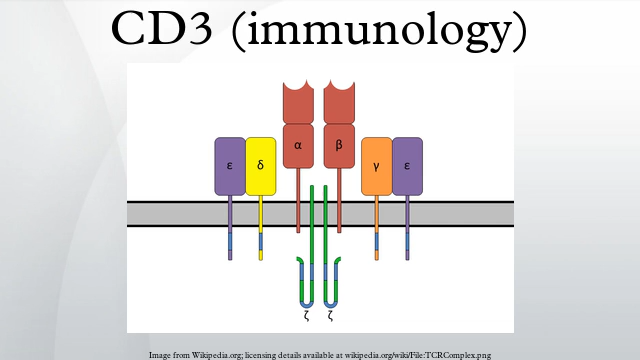 CD3 (immunology)
α β
ε δ γ ε
ζ ζ
Image from Wikipedia.org; licensing details available at wikipedia.org/wiki/File:TCRComplex.png